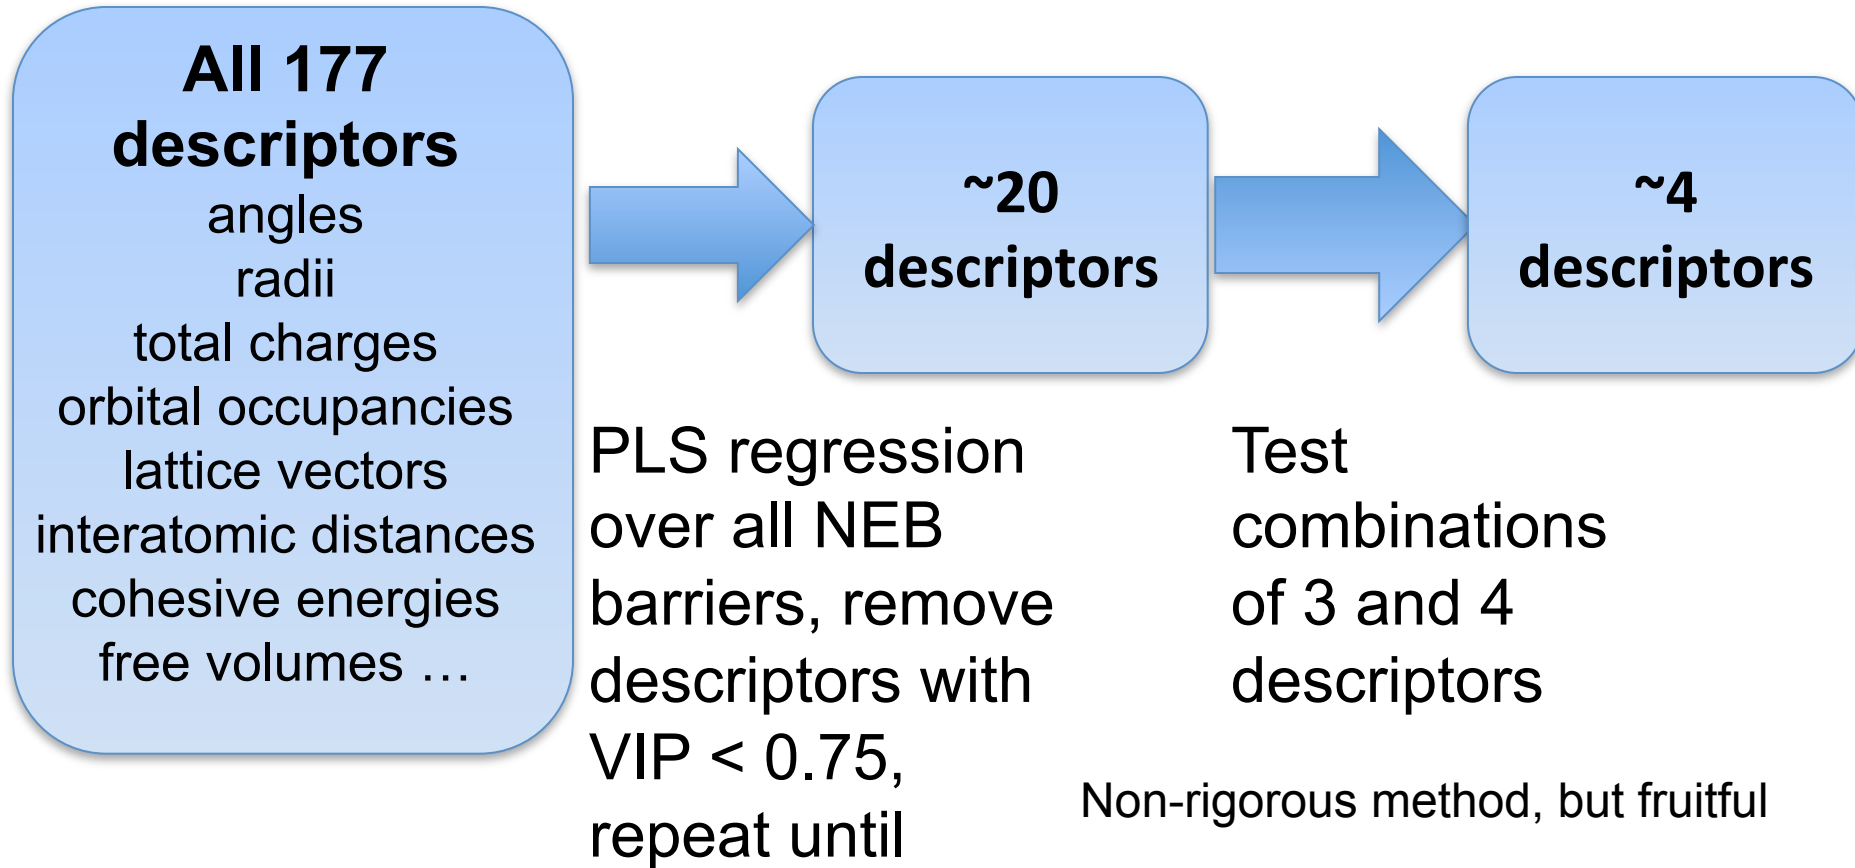 All 177
descriptors
angles
radii
total charges
orbital occupancies
lattice vectors
interatomic distances
cohesive energies
free volumes …
~20
descriptors
~4
descriptors
PLS regression
over all NEB
barriers, remove
descriptors with
VIP < 0.75,
repeat until
Test
combinations
of 3 and 4
descriptors
Non-rigorous method, but fruitful